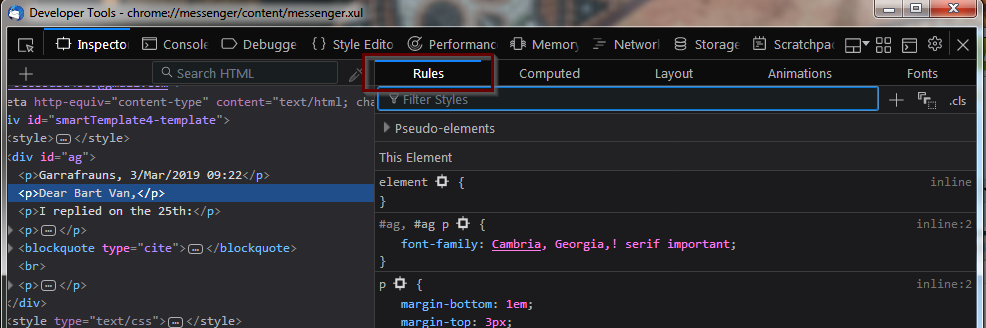 Developer Tools - chrome://messenger/content/messenger.xul
Inspecto Console Debugge { } Style Edito Performanc Memory Network Storage Scratchpad
+ Search HTML Rules Computed Layout Animations Fonts
Filter Styles + .cls
eta http-equiv="content-type" content="text/html; cha
iv id="smartTemplate4-template">
<style>…</style>
<div id="ag">
<p>Garrafrauns, 3/Mar/2019 09:22</p>
<p>Dear Bart Van,</p>
<p>I replied on the 25th:</p>
<p>…</p>
<blockquote type="cite">…</blockquote>
<br>
<p>…</p>
</div>
<style type="text/css">…</style>
Pseudo-elements
This Element
element { inline
}
#ag, #ag p { inline:2
font-family: Cambria, Georgia,! serif important;
}
p { inline:2
margin-bottom: 1em;
margin-top: 3px;